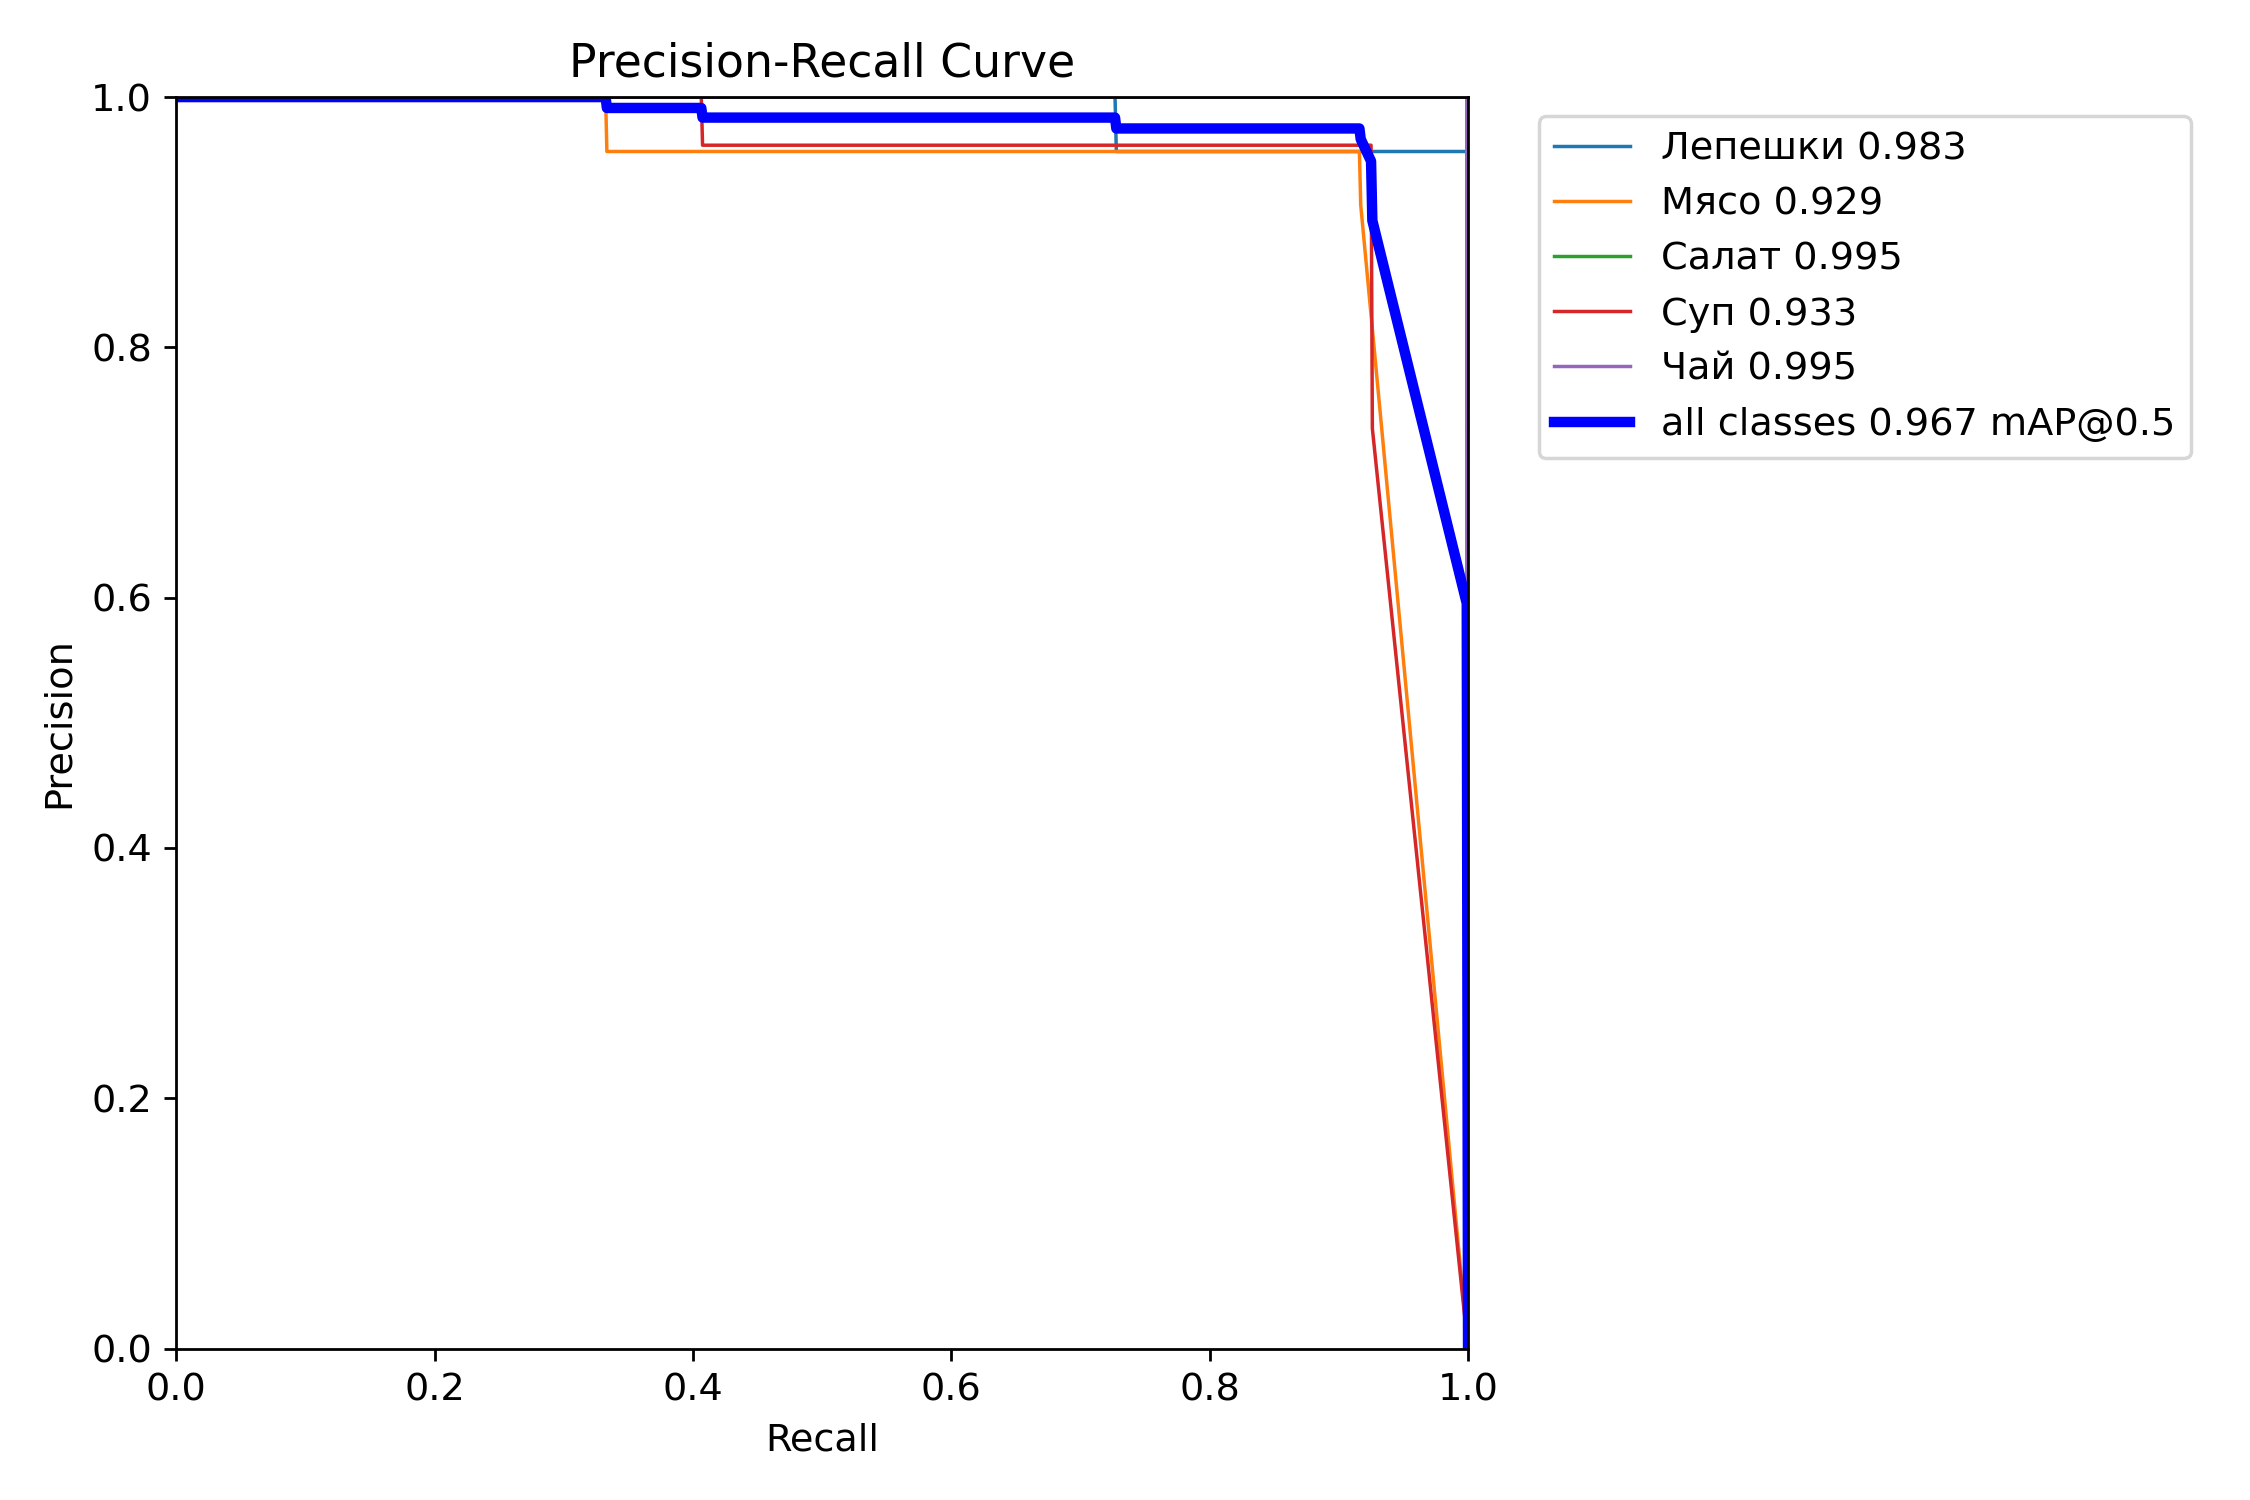 Precision-Recall Curve
1.0
0.8
0.6
0.4
0.2
0.0
Precision
0.0 0.2 0.4 0.6 0.8 1.0
Recall
Лепешки 0.983
Мясо 0.929
Салат 0.995
Суп 0.933
Чай 0.995
all classes 0.967 mAP@0.5